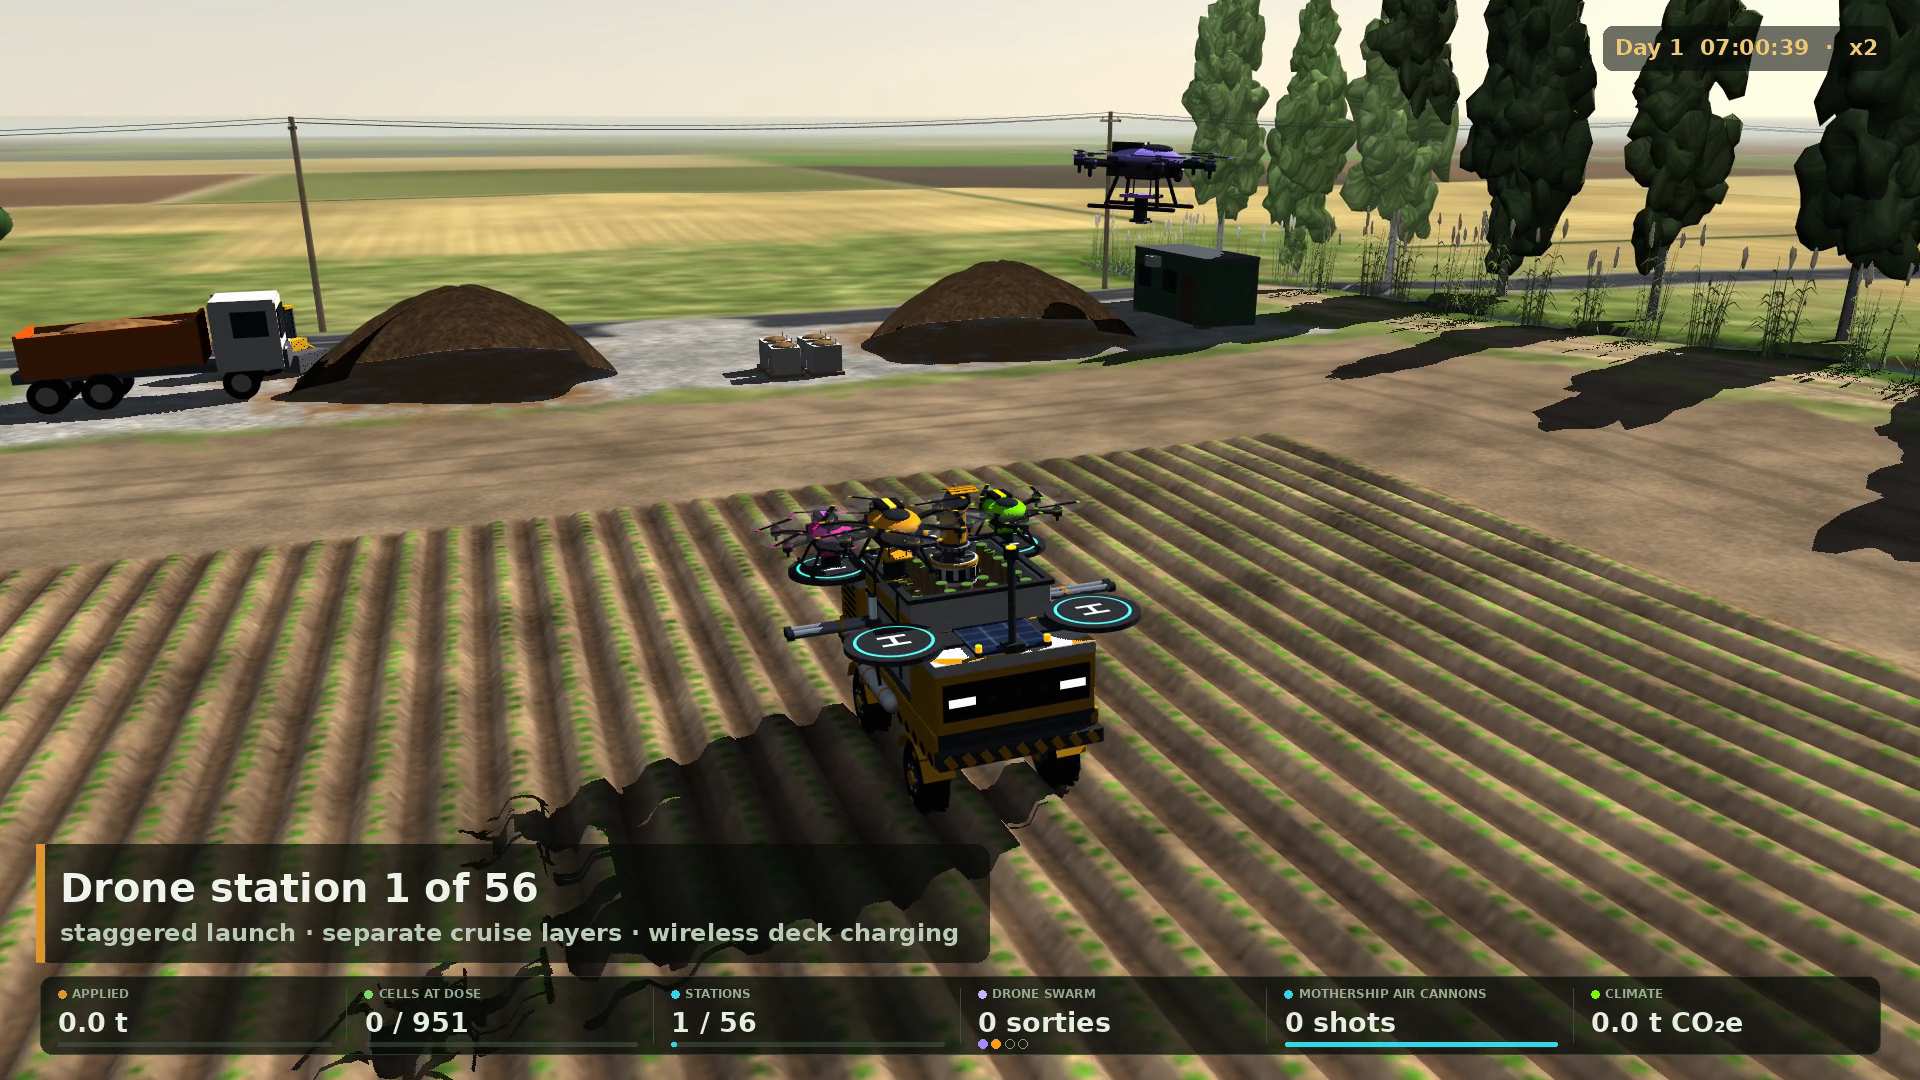 Day 1 07:00:39 · x2
H
H
Drone station 1 of 56
staggered launch · separate cruise layers · wireless deck charging
APPLIED
0.0 t
CELLS AT DOSE
0 / 951
STATIONS
1 / 56
DRONE SWARM
0 sorties
MOTHERSHIP AIR CANNONS
0 shots
CLIMATE
0.0 t CO₂e